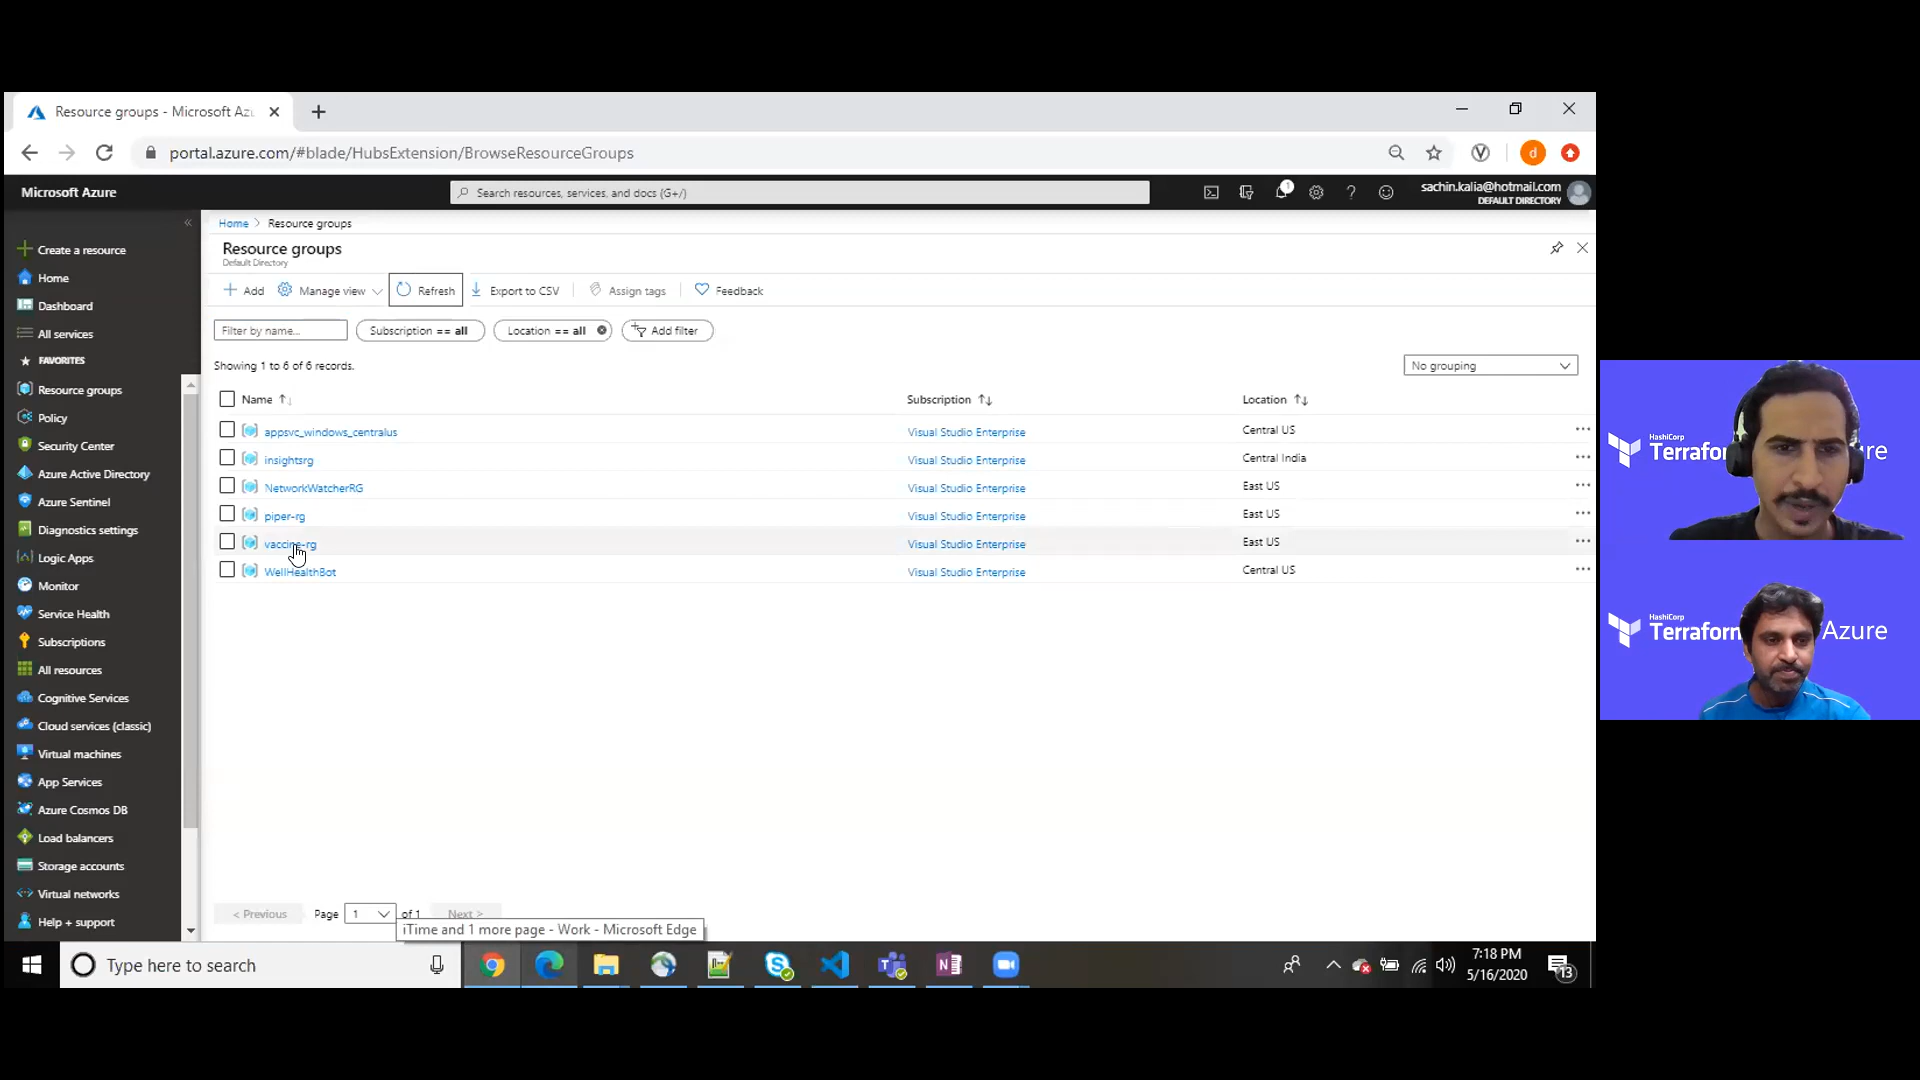 Resource groups - Microsoft Az
portal.azure.com/#blade/HubsExtension/BrowseResourceGroups
d
Microsoft Azure
Search resources, services, and docs (G+/)
1
sachin.kalia@hotmail.com
DEFAULT DIRECTORY
Create a resource
Home
Dashboard
All services
FAVORITES
Resource groups
Policy
Security Center
Azure Active Directory
Azure Sentinel
Diagnostics settings
Logic Apps
Monitor
Service Health
Subscriptions
All resources
Cognitive Services
Cloud services (classic)
Virtual machines
App Services
Azure Cosmos DB
Load balancers
Storage accounts
Virtual networks
Help + support
Home > Resource groups
Resource groups
Default Directory
Add Manage view Refresh Export to CSV Assign tags Feedback
Filter by name... Subscription == all Location == all Add filter
Showing 1 to 6 of 6 records.
No grouping
Name Subscription Location
appsvc_windows_centralus Visual Studio Enterprise Central US
insightsrg Visual Studio Enterprise Central India
NetworkWatcherRG Visual Studio Enterprise East US
piper-rg Visual Studio Enterprise East US
vaccine-rg Visual Studio Enterprise East US
WellHealthBot Visual Studio Enterprise Central US
< Previous Page 1 of 1 Next >
iTime and 1 more page - Work - Microsoft Edge
Type here to search
7:18 PM
5/16/2020
13
HashiCorp
Terrafor re
HashiCorp
Terraform Azure